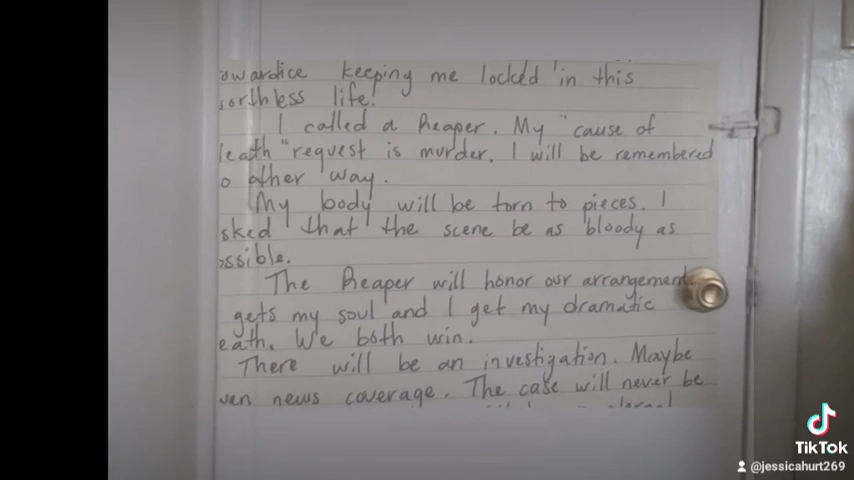 owardice keeping me locked in this
orthless life.
I called a Reaper. My "cause of
leath" request is murder. I will be remembered
o other way.
My body will be torn to pieces. I
sked that the scene be as bloody as
ossible.
The Reaper will honor our arrangement.
gets my soul and I get my dramatic
eath. We both win.
There will be an investigation. Maybe
ven news coverage. The case will never be
TikTok
@jessicahurt269